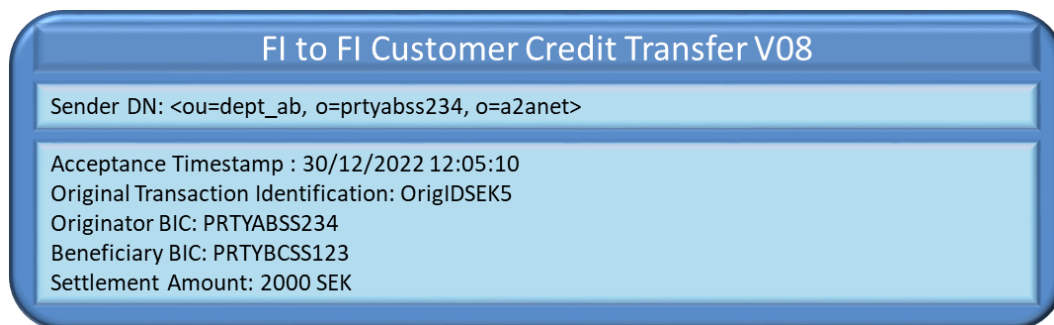 FI to FI Customer Credit Transfer V08
Sender DN: <ou=dept_ab, o=prtyabss234, o=a2anet>
Acceptance Timestamp : 30/12/2022 12:05:10
Original Transaction Identification: OrigIDSEK5
Originator BIC: PRTYABSS234
Beneficiary BIC: PRTYBCSS123
Settlement Amount: 2000 SEK